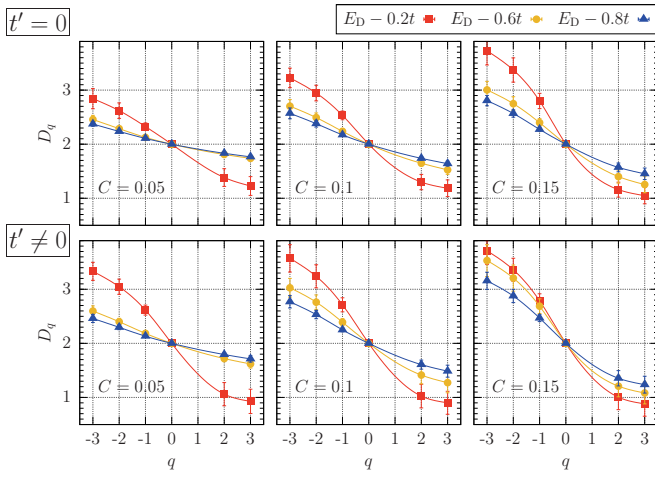 t′ = 0
E_D − 0.2t E_D − 0.6t E_D − 0.8t
D_q
3
2
1
C = 0.05
C = 0.1
C = 0.15
t′ ≠ 0
D_q
3
2
1
C = 0.05
C = 0.1
C = 0.15
-3 -2 -1 0 1 2 3
-3 -2 -1 0 1 2 3
-3 -2 -1 0 1 2 3
q
q
q